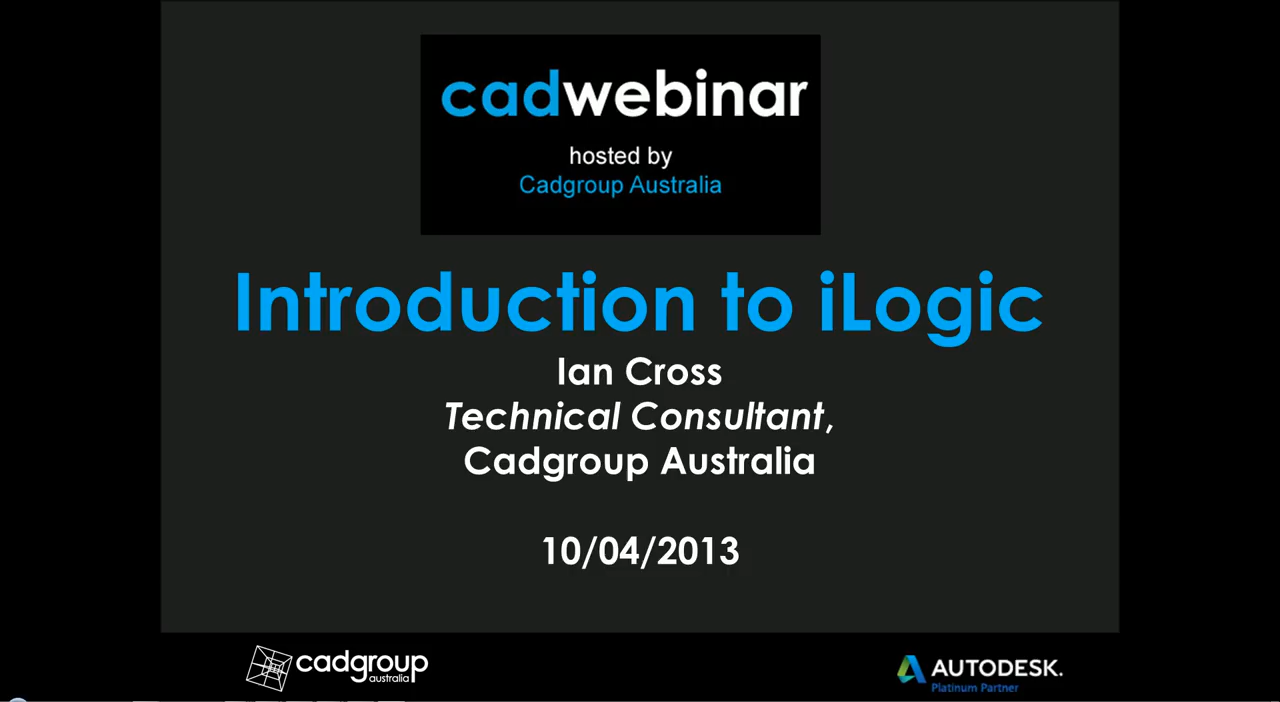 cadwebinar
hosted by
Cadgroup Australia
Introduction to iLogic
Ian Cross
Technical Consultant,
Cadgroup Australia
10/04/2013
cadgroup
australia
AUTODESK.
Platinum Partner